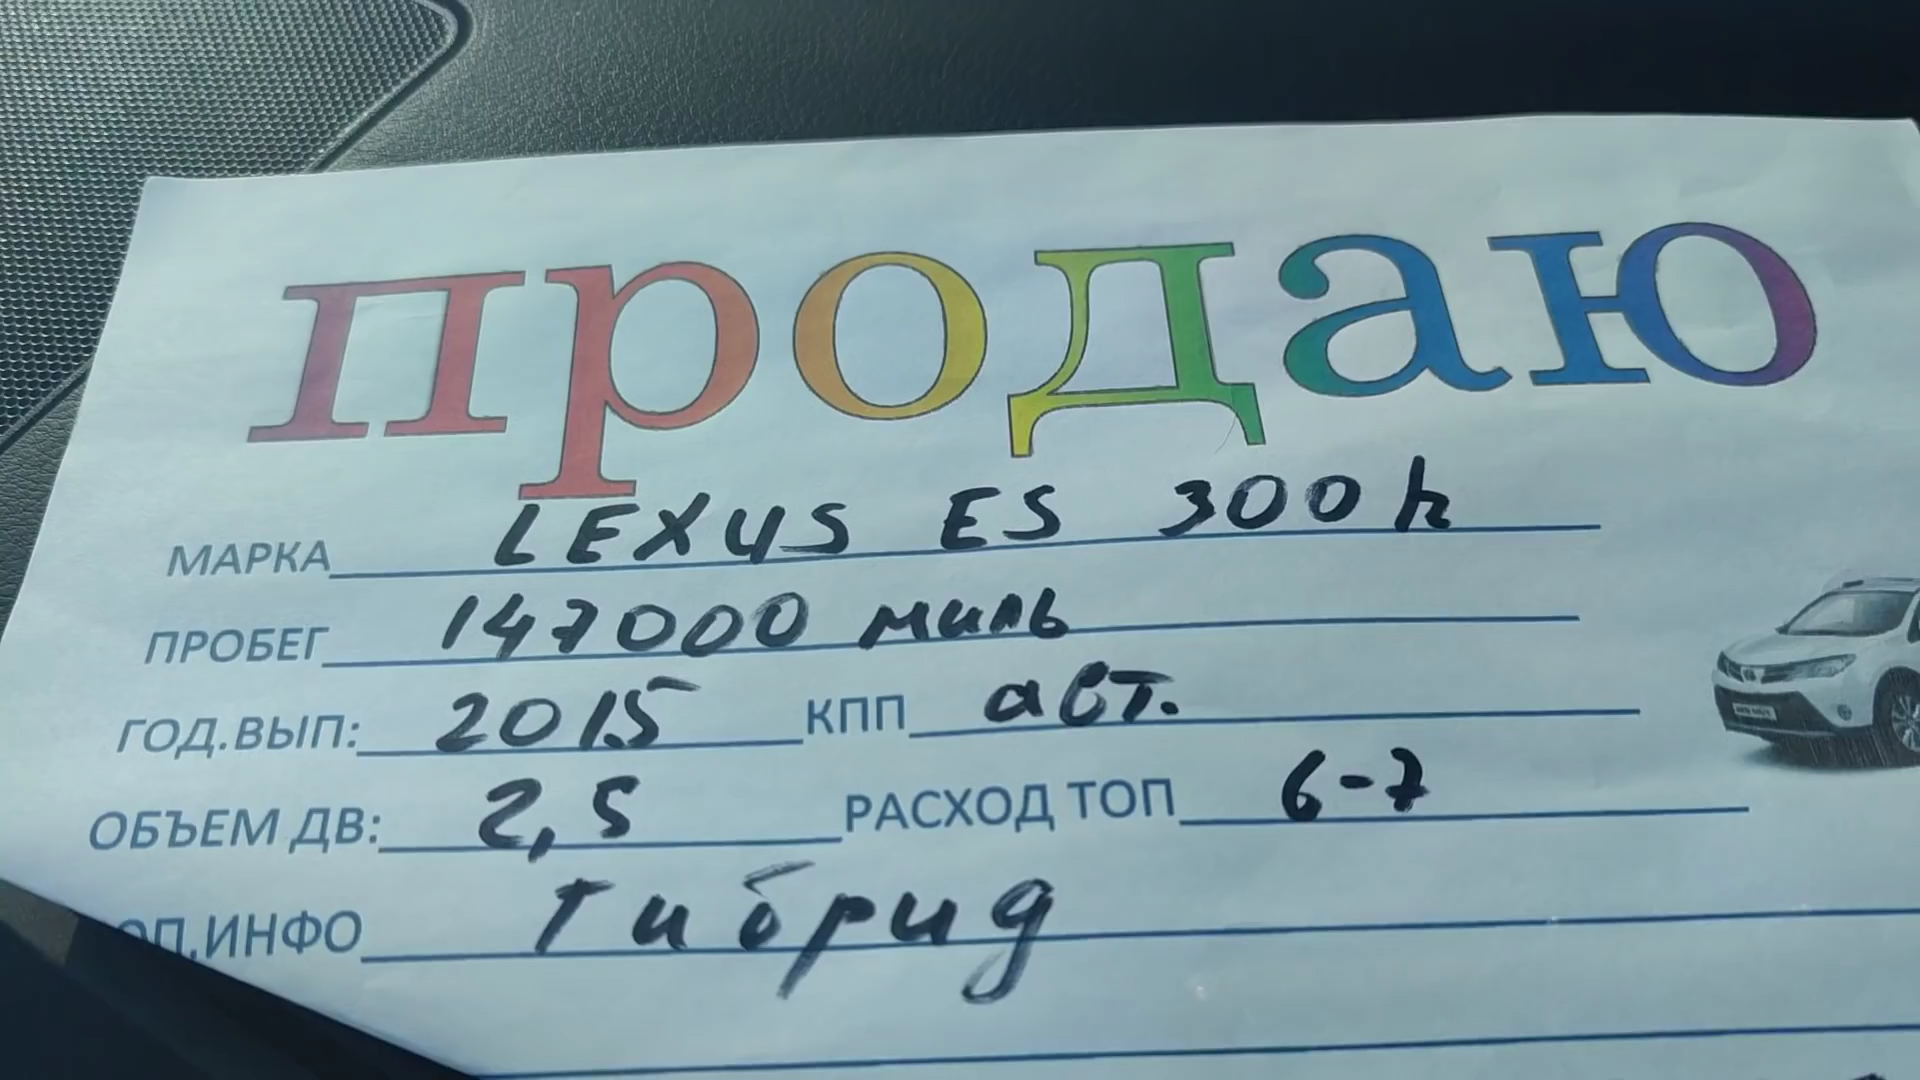 продаю
МАРКА LEXUS ES 300h
ПРОБЕГ 147000 миль
ГОД.ВЫП: 2015 КПП авт.
ОБЪЕМ ДВ: 2,5 РАСХОД ТОП 6-7
ОП.ИНФО Гибрид